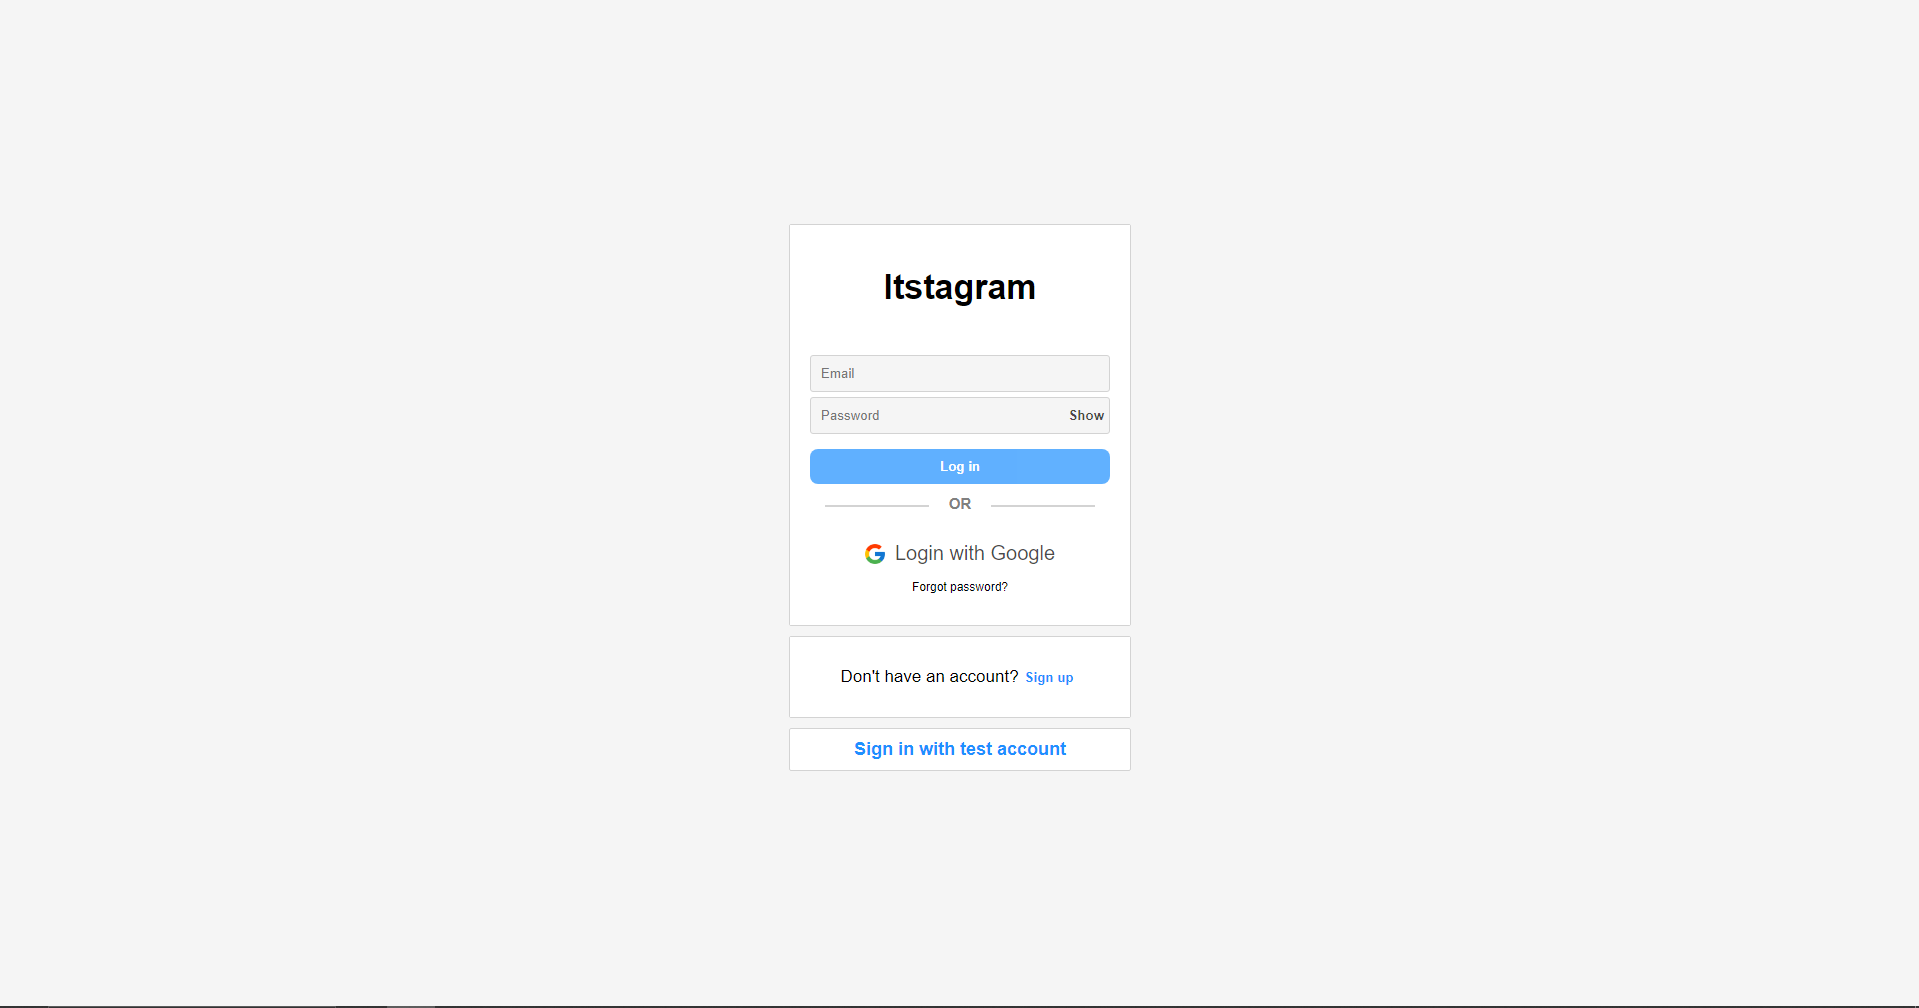 Itstagram
Email
Password Show
Log in
OR
Login with Google
Forgot password?
Don't have an account? Sign up
Sign in with test account